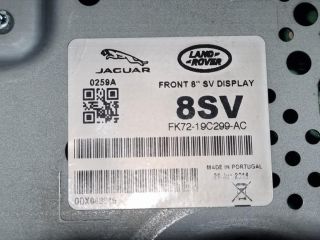 JAGUAR
LAND-
ROVER
0259A
FRONT 8" SV DISPLAY
8SV
FK72-19C299-AC
MADE IN PORTUGAL